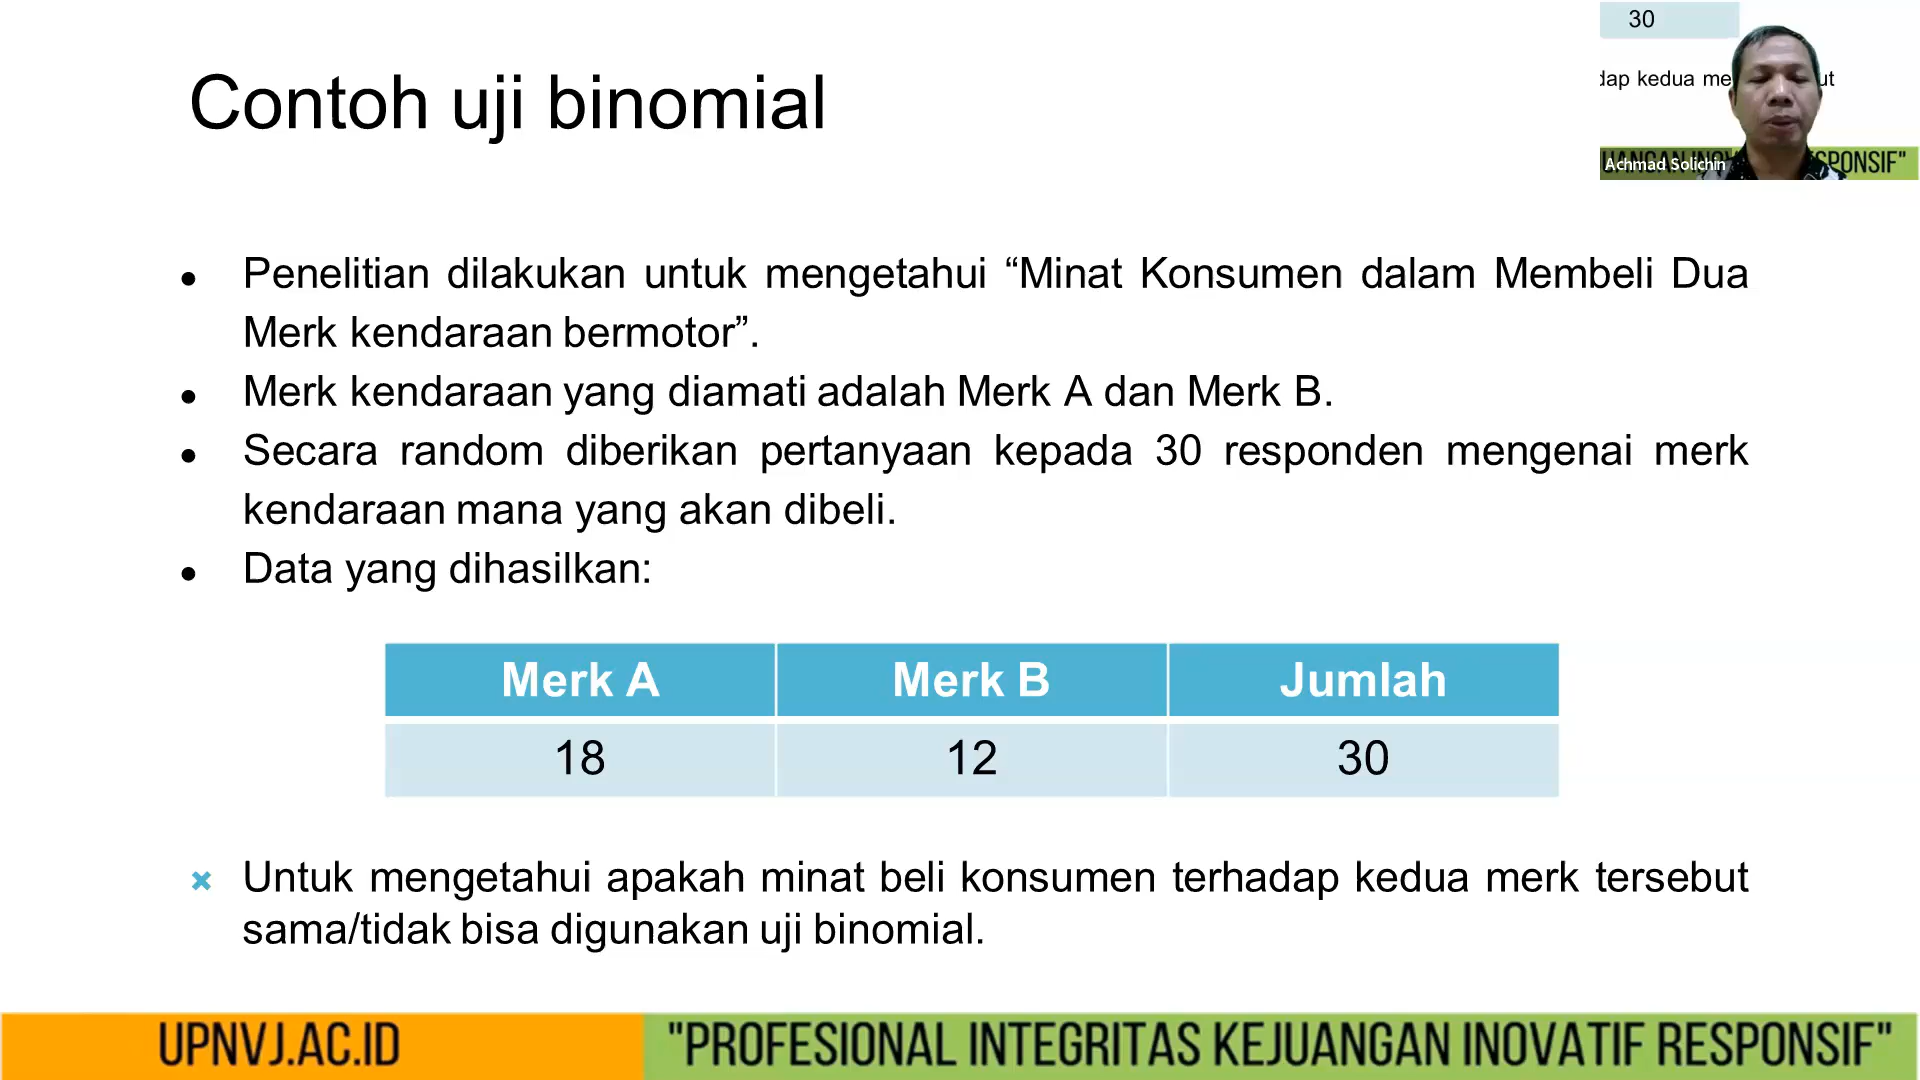 30
Contoh uji binomial
dap kedua me ut
Achmad Solichin
PONSIF"
● Penelitian dilakukan untuk mengetahui “Minat Konsumen dalam Membeli Dua
Merk kendaraan bermotor”.
● Merk kendaraan yang diamati adalah Merk A dan Merk B.
● Secara random diberikan pertanyaan kepada 30 responden mengenai merk
kendaraan mana yang akan dibeli.
● Data yang dihasilkan:
Merk A Merk B Jumlah
18 12 30
× Untuk mengetahui apakah minat beli konsumen terhadap kedua merk tersebut
sama/tidak bisa digunakan uji binomial.
UPNVJ.AC.ID "PROFESIONAL INTEGRITAS KEJUANGAN INOVATIF RESPONSIF"